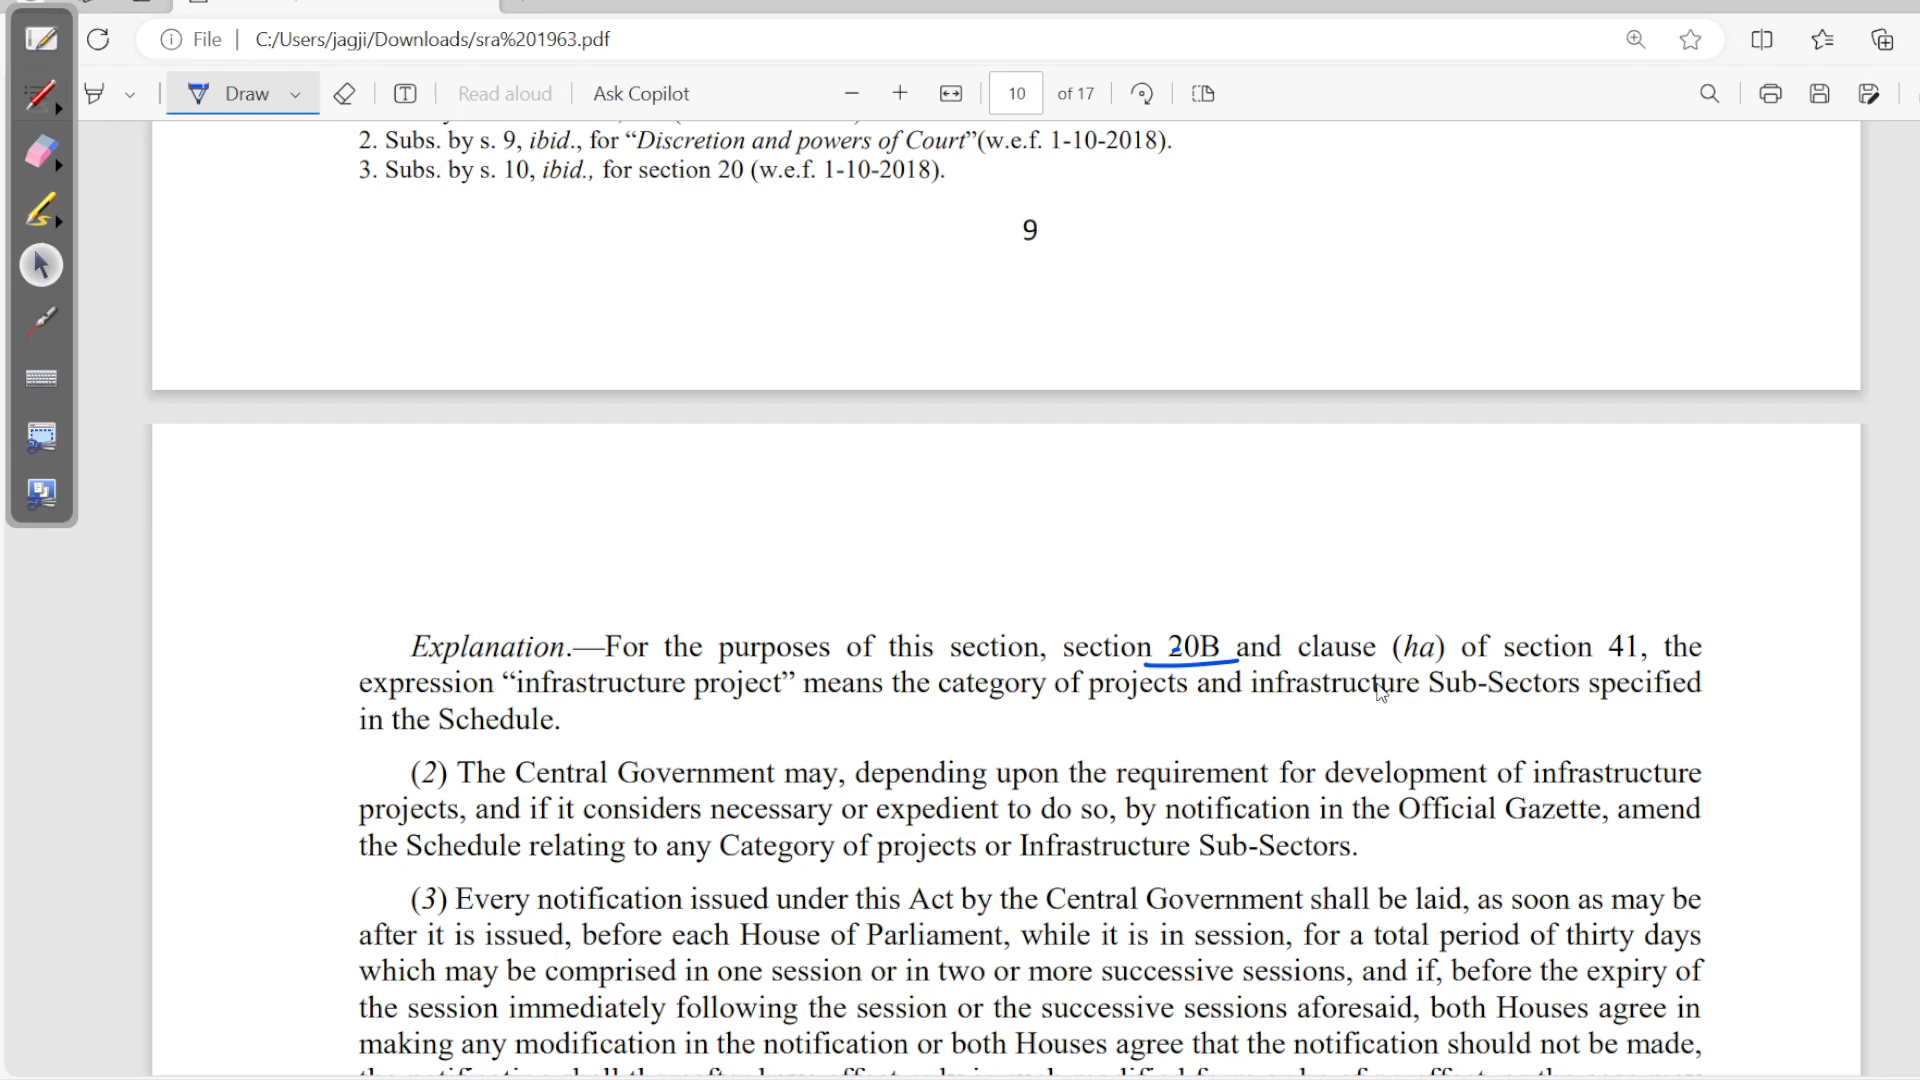 File | C:/Users/jagji/Downloads/sra%201963.pdf
Draw
Read aloud
Ask Copilot
10 of 17
2. Subs. by s. 9, ibid., for “Discretion and powers of Court”(w.e.f. 1-10-2018).
3. Subs. by s. 10, ibid., for section 20 (w.e.f. 1-10-2018).
9
Explanation.—For the purposes of this section, section 20B and clause (ha) of section 41, the
expression “infrastructure project” means the category of projects and infrastructure Sub-Sectors specified
in the Schedule.
(2) The Central Government may, depending upon the requirement for development of infrastructure
projects, and if it considers necessary or expedient to do so, by notification in the Official Gazette, amend
the Schedule relating to any Category of projects or Infrastructure Sub-Sectors.
(3) Every notification issued under this Act by the Central Government shall be laid, as soon as may be
after it is issued, before each House of Parliament, while it is in session, for a total period of thirty days
which may be comprised in one session or in two or more successive sessions, and if, before the expiry of
the session immediately following the session or the successive sessions aforesaid, both Houses agree in
making any modification in the notification or both Houses agree that the notification should not be made,